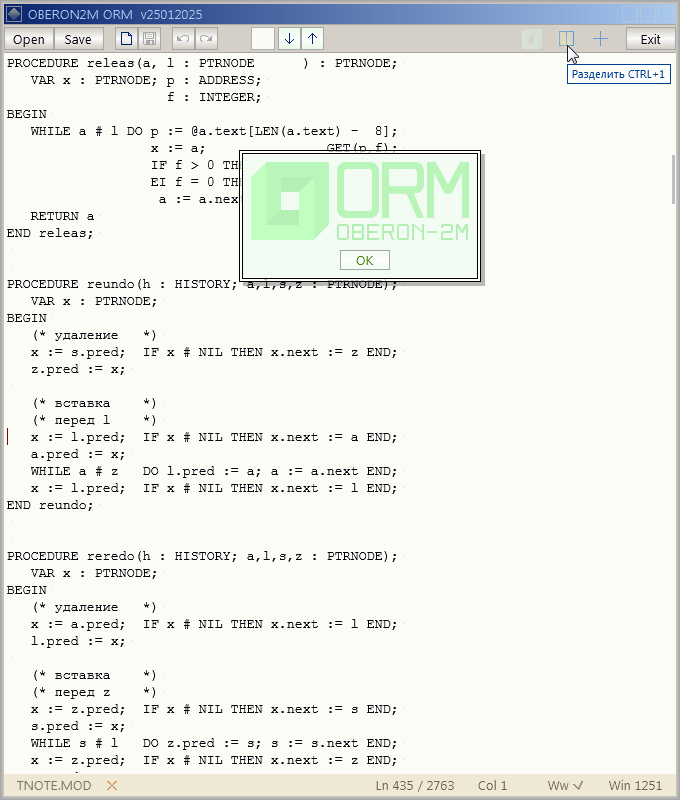 OBERON2M ORM v25012025
Open Save Exit
Разделить CTRL+1
PROCEDURE releas(a, l : PTRNODE      ) : PTRNODE;
   VAR x : PTRNODE; p : ADDRESS;
                    f : INTEGER;
BEGIN
   WHILE a # l DO p := @a.text[LEN(a.text) -  8];
                  x := a;               GET(p,f);
                  IF f > 0 THE
                  EI f = 0 THE
                   a := a.next
   RETURN a
END releas;
ORM
OBERON-2M
OK
PROCEDURE reundo(h : HISTORY; a,l,s,z : PTRNODE);
   VAR x : PTRNODE;
BEGIN
   (* удаление   *)
   x := s.pred;  IF x # NIL THEN x.next := z END;
   z.pred := x;
   (* вставка    *)
   (* перед l    *)
   x := l.pred;  IF x # NIL THEN x.next := a END;
   a.pred := x;
   WHILE a # z   DO l.pred := a; a := a.next END;
   x := l.pred;  IF x # NIL THEN x.next := l END;
END reundo;
PROCEDURE reredo(h : HISTORY; a,l,s,z : PTRNODE);
   VAR x : PTRNODE;
BEGIN
   (* удаление   *)
   x := a.pred;  IF x # NIL THEN x.next := l END;
   l.pred := x;
   (* вставка    *)
   (* перед z    *)
   x := z.pred;  IF x # NIL THEN x.next := s END;
   s.pred := x;
   WHILE s # l   DO z.pred := s; s := s.next END;
   x := z.pred;  IF x # NIL THEN x.next := z END;
TNOTE.MOD Ln 435 / 2763 Col 1 Ww ✓ Win 1251